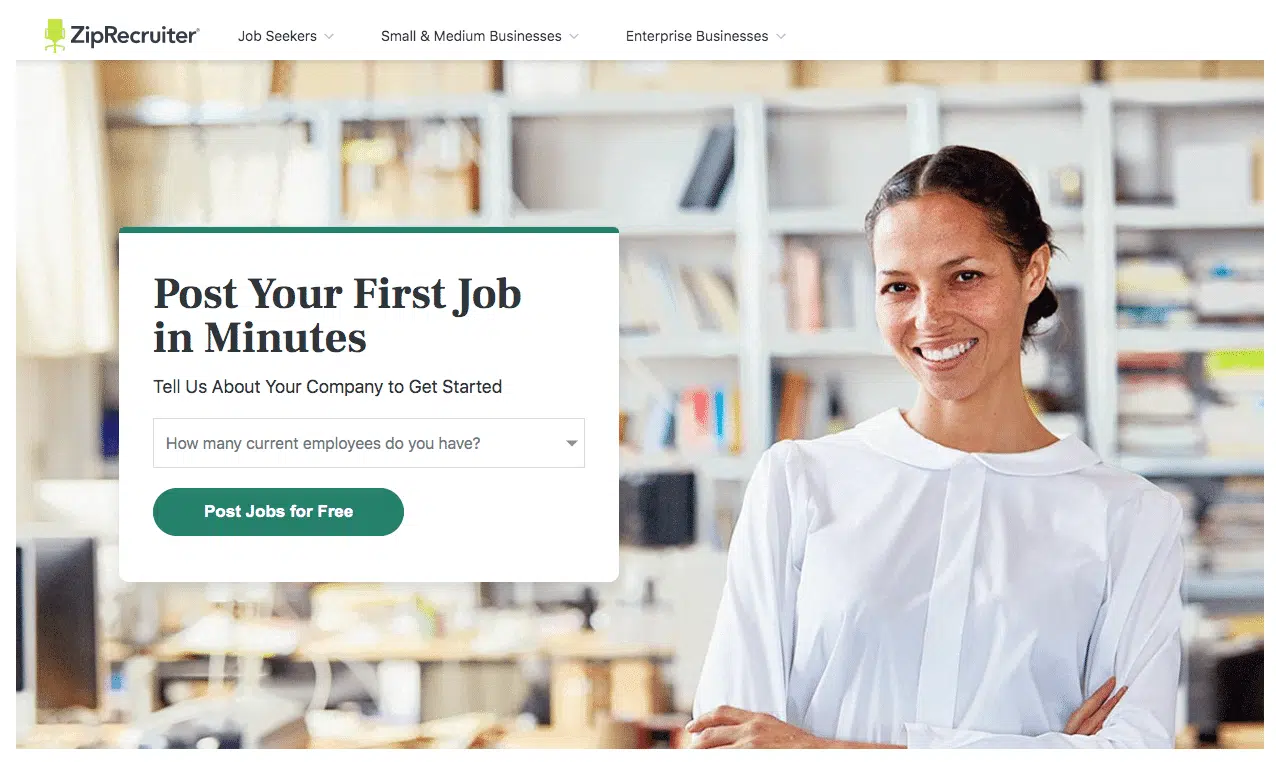 ZipRecruiter®
Job Seekers
Small & Medium Businesses
Enterprise Businesses
Post Your First Job
in Minutes
Tell Us About Your Company to Get Started
How many current employees do you have?
Post Jobs for Free